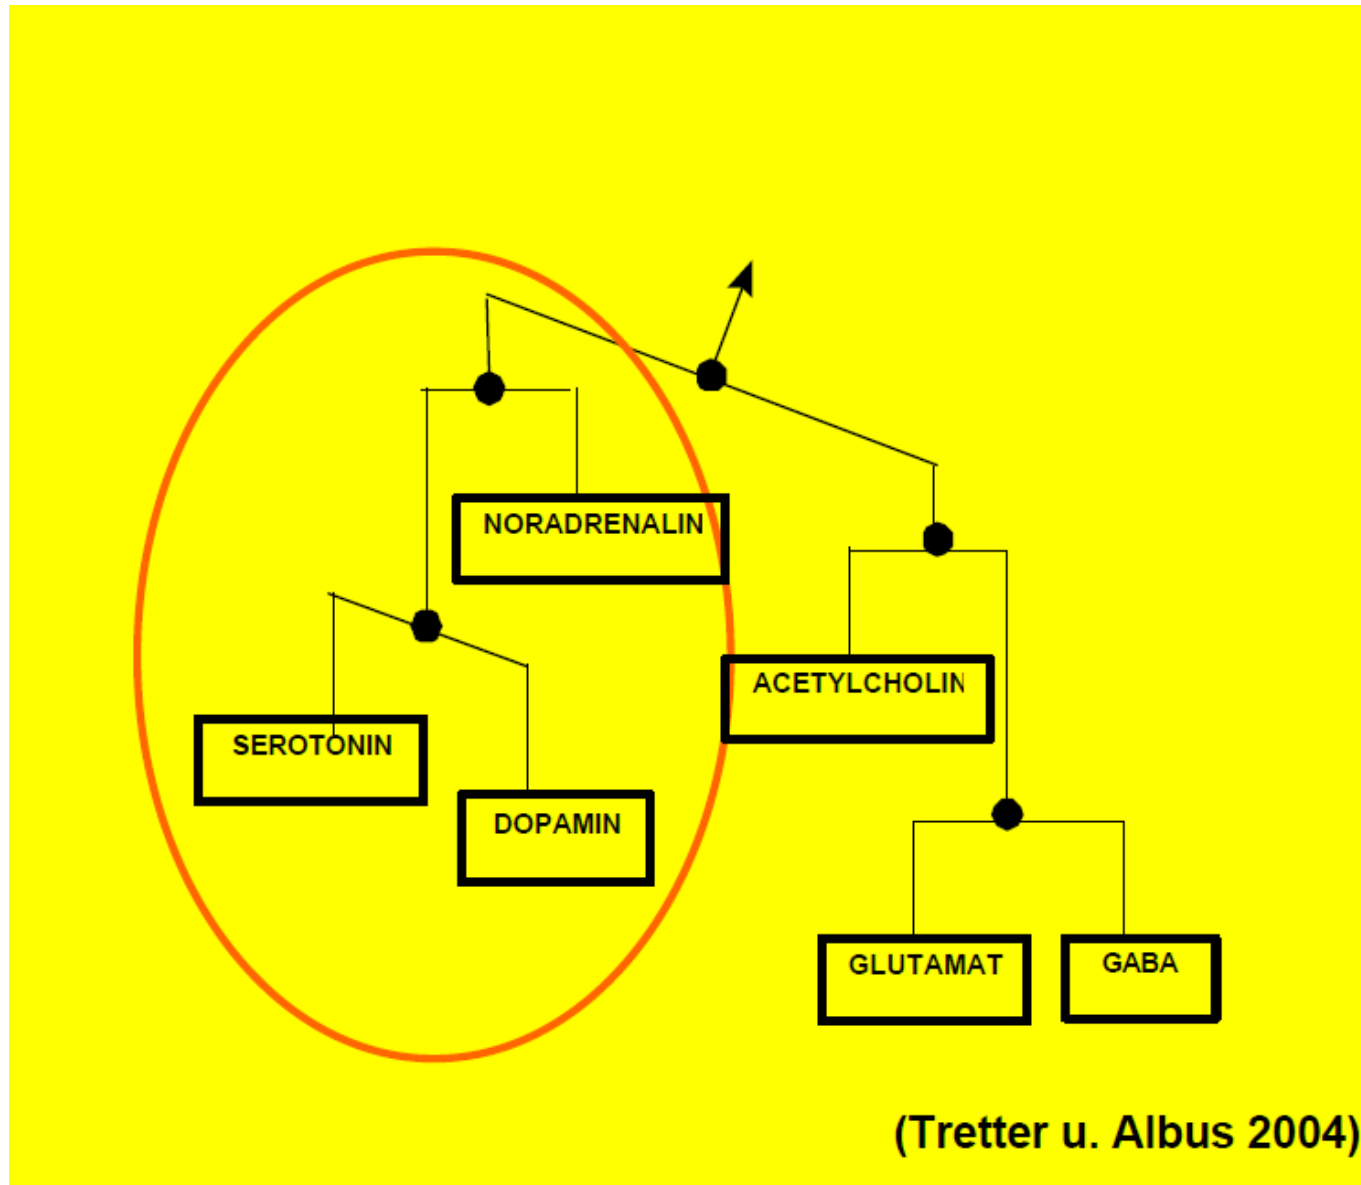 NORADRENALIN
ACETYLCHOLIN
SEROTONIN
DOPAMIN
GLUTAMAT
GABA
(Tretter u. Albus 2004)